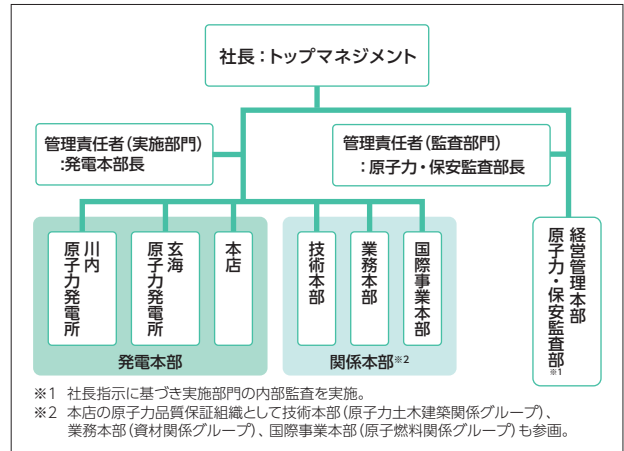 社長：トップマネジメント
管理責任者（実施部門）
：発電本部長
管理責任者（監査部門）
：原子力・保安監査部長
川内
原子力発電所
玄海
原子力発電所
本店
発電本部
技術本部
業務本部
国際事業本部
関係本部※2
経営管理本部
原子力・保安監査部※1
※1 社長指示に基づき実施部門の内部監査を実施。
※2 本店の原子力品質保証組織として技術本部（原子力土木建築関係グループ）、
業務本部（資材関係グループ）、国際事業本部（原子燃料関係グループ）も参画。